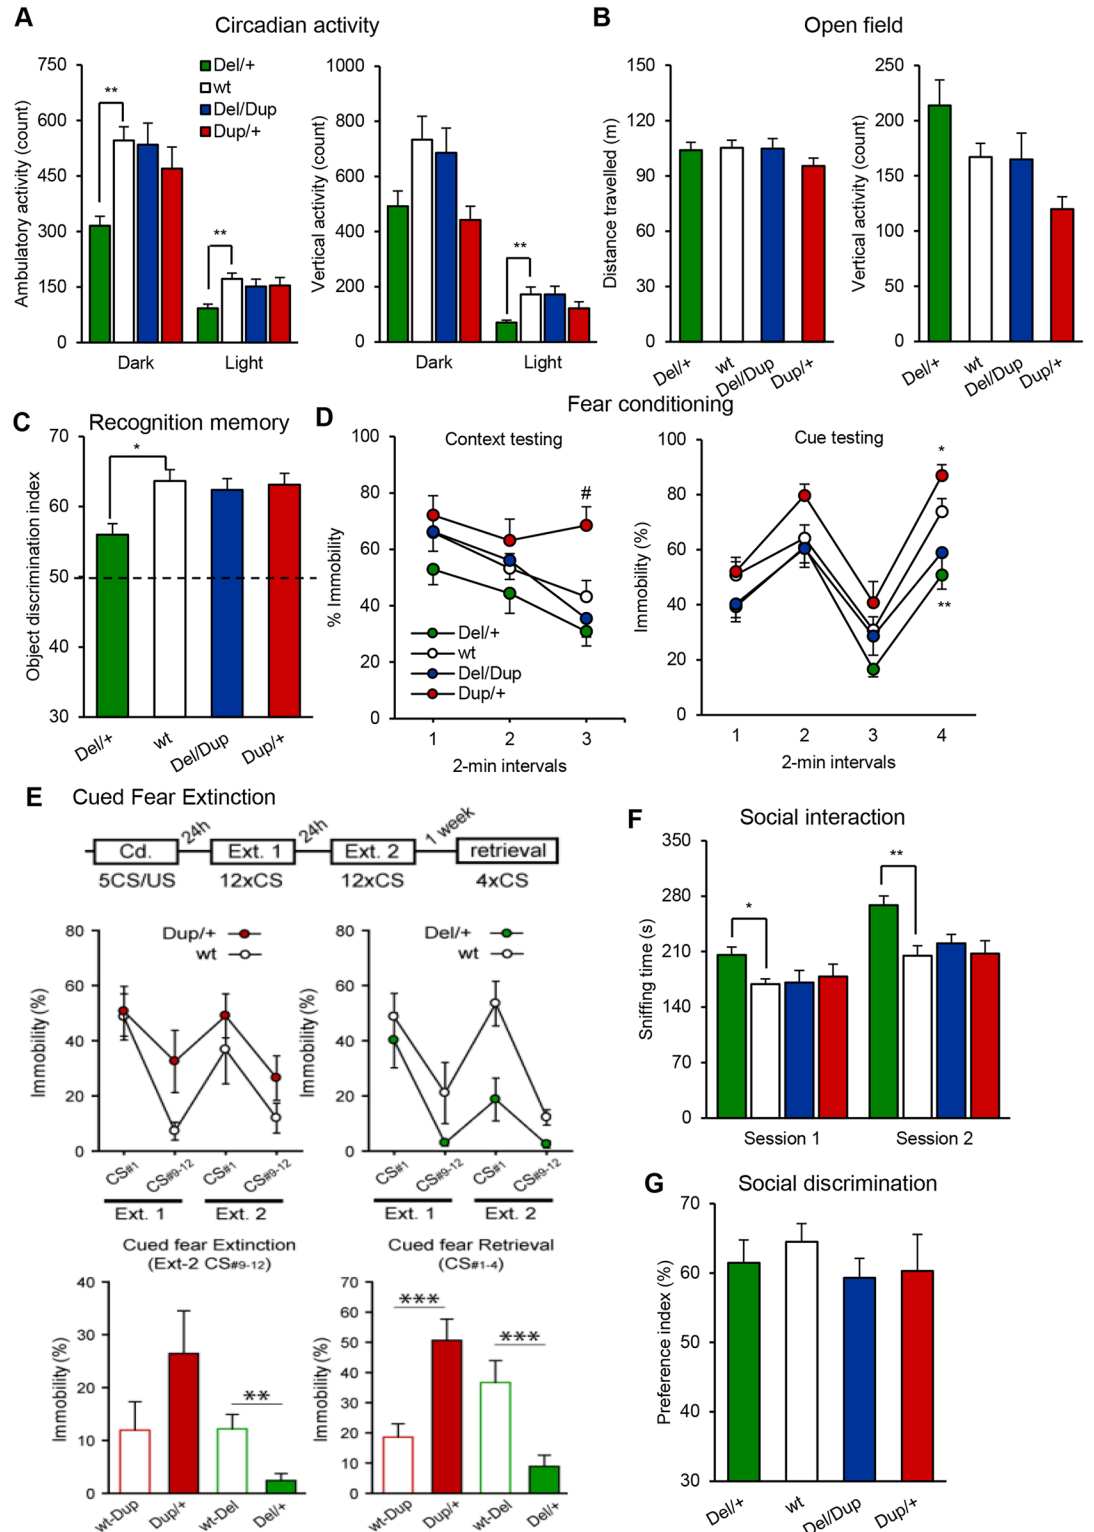 A
Circadian activity
Ambulatory activity (count)
750
600
450
300
150
0
**
**
Dark
Light
Del/+
wt
Del/Dup
Dup/+
Vertical activity (count)
1000
800
600
400
200
0
**
Dark
Light
B
Open field
Distance travelled (m)
150
120
90
60
30
0
Del/+
wt
Del/Dup
Dup/+
Vertical activity (count)
250
200
150
100
50
0
Del/+
wt
Del/Dup
Dup/+
C
Recognition memory
Object discrimination index
70
60
50
40
30
*
Del/+
wt
Del/Dup
Dup/+
D
Fear conditioning
Context testing
% Immobility
100
80
60
40
20
0
#
Del/+
wt
Del/Dup
Dup/+
1
2
3
2-min intervals
Cue testing
Immobility (%)
100
80
60
40
20
0
*
**
1
2
3
4
2-min intervals
E
Cued Fear Extinction
Cd.
24h
Ext. 1
24h
Ext. 2
1 week
retrieval
5CS/US
12xCS
12xCS
4xCS
Immobility (%)
80
60
40
20
0
Dup/+
wt
CS#1
CS#9-12
CS#1
CS#9-12
Ext. 1
Ext. 2
Immobility (%)
80
60
40
20
0
Del/+
wt
CS#1
CS#9-12
CS#1
CS#9-12
Ext. 1
Ext. 2
Cued fear Extinction
(Ext-2 CS#9-12)
Immobility (%)
40
30
20
10
0
**
wt-Dup
Dup/+
wt-Del
Del/+
Cued fear Retrieval
(CS#1-4)
Immobility (%)
70
60
50
40
30
20
10
0
***
***
wt-Dup
Dup/+
wt-Del
Del/+
F
Social interaction
Sniffing time (s)
350
280
210
140
70
0
*
**
Session 1
Session 2
G
Social discrimination
Preference index (%)
70
60
50
40
30
Del/+
wt
Del/Dup
Dup/+